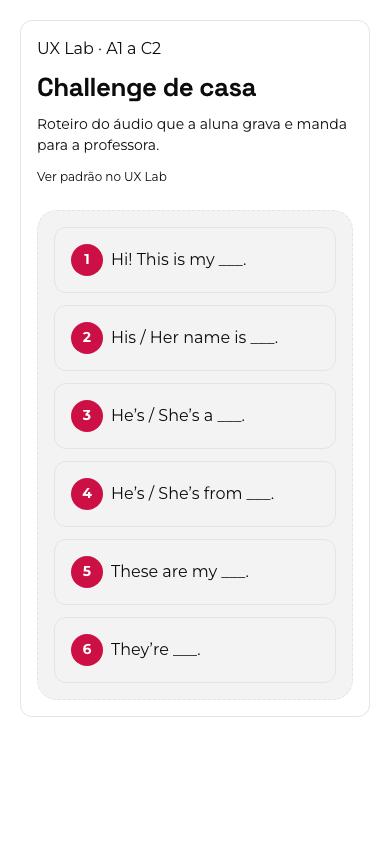 UX Lab · A1 a C2
Challenge de casa
Roteiro do áudio que a aluna grava e manda
para a professora.
Ver padrão no UX Lab
1 Hi! This is my ___.
2 His / Her name is ___.
3 He’s / She’s a ___.
4 He’s / She’s from ___.
5 These are my ___.
6 They’re ___.